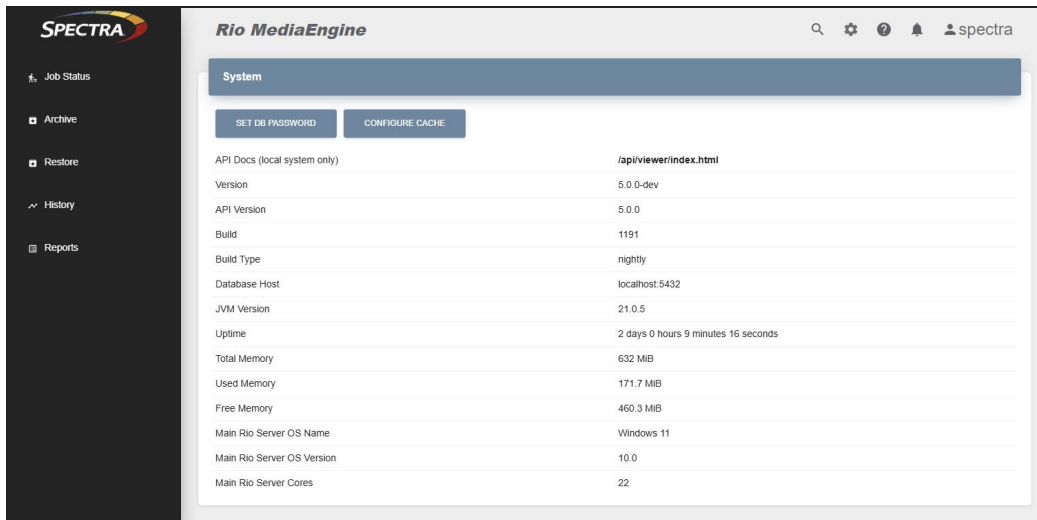 SPECTRA
Rio MediaEngine
spectra
Job Status
Archive
Restore
History
Reports
System
SET DB PASSWORD
CONFIGURE CACHE
API Docs (local system only) /api/viewer/index.html
Version 5.0.0-dev
API Version 5.0.0
Build 1191
Build Type nightly
Database Host localhost:5432
JVM Version 21.0.5
Uptime 2 days 0 hours 9 minutes 16 seconds
Total Memory 632 MiB
Used Memory 171.7 MiB
Free Memory 460.3 MiB
Main Rio Server OS Name Windows 11
Main Rio Server OS Version 10.0
Main Rio Server Cores 22